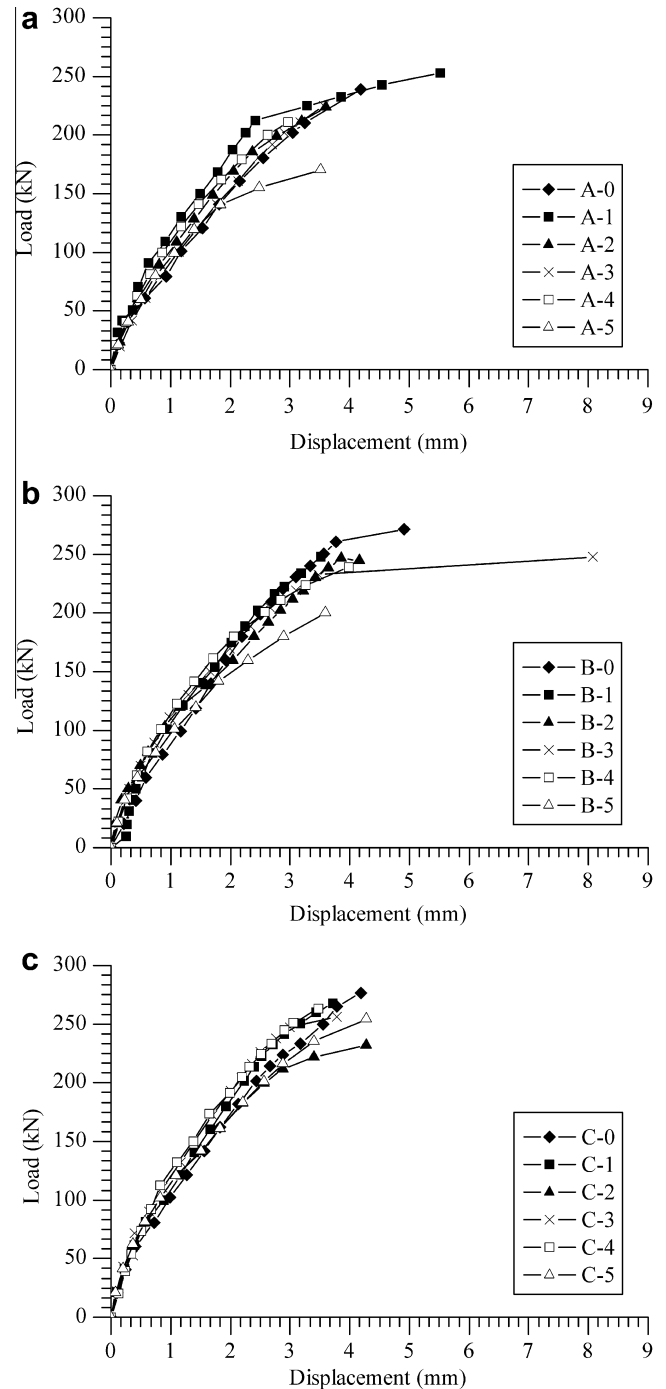 a
300
250
200
150
100
50
0
Load (kN)
0 1 2 3 4 5 6 7 8 9
Displacement (mm)
A-0
A-1
A-2
A-3
A-4
A-5
b
300
250
200
150
100
50
0
Load (kN)
0 1 2 3 4 5 6 7 8 9
Displacement (mm)
B-0
B-1
B-2
B-3
B-4
B-5
c
300
250
200
150
100
50
0
Load (kN)
0 1 2 3 4 5 6 7 8 9
Displacement (mm)
C-0
C-1
C-2
C-3
C-4
C-5